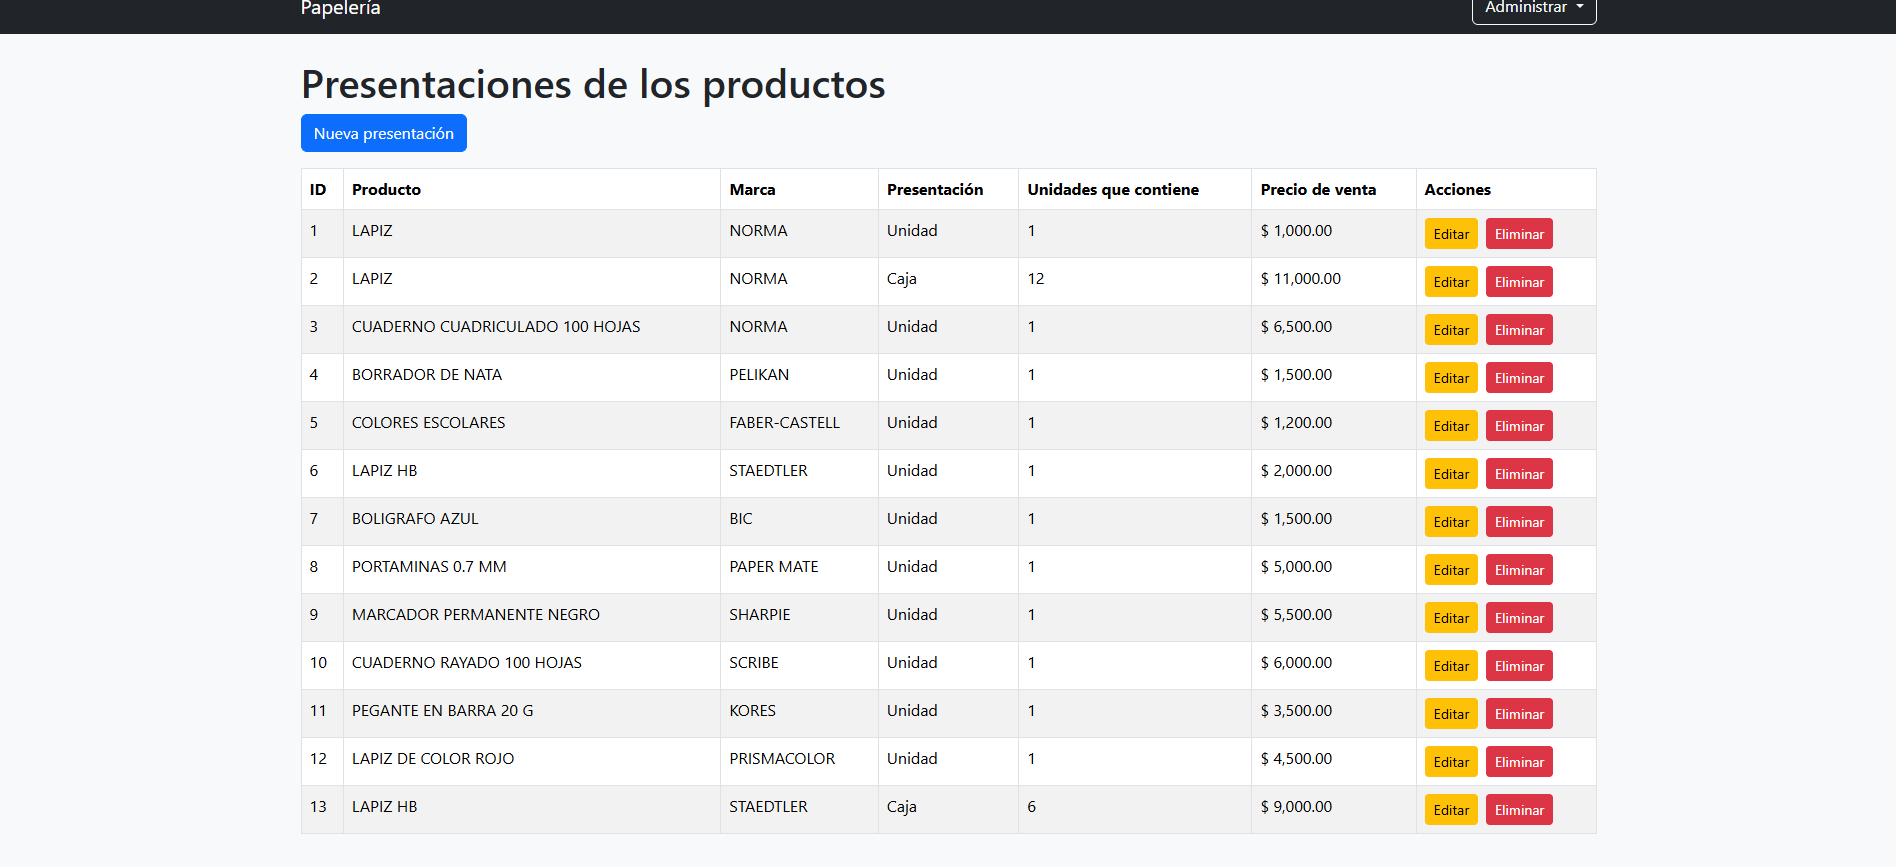 Papelería
Administrar
Presentaciones de los productos
Nueva presentación
ID Producto Marca Presentación Unidades que contiene Precio de venta Acciones
1 LAPIZ NORMA Unidad 1 $ 1,000.00 Editar Eliminar
2 LAPIZ NORMA Caja 12 $ 11,000.00 Editar Eliminar
3 CUADERNO CUADRICULADO 100 HOJAS NORMA Unidad 1 $ 6,500.00 Editar Eliminar
4 BORRADOR DE NATA PELIKAN Unidad 1 $ 1,500.00 Editar Eliminar
5 COLORES ESCOLARES FABER-CASTELL Unidad 1 $ 1,200.00 Editar Eliminar
6 LAPIZ HB STAEDTLER Unidad 1 $ 2,000.00 Editar Eliminar
7 BOLIGRAFO AZUL BIC Unidad 1 $ 1,500.00 Editar Eliminar
8 PORTAMINAS 0.7 MM PAPER MATE Unidad 1 $ 5,000.00 Editar Eliminar
9 MARCADOR PERMANENTE NEGRO SHARPIE Unidad 1 $ 5,500.00 Editar Eliminar
10 CUADERNO RAYADO 100 HOJAS SCRIBE Unidad 1 $ 6,000.00 Editar Eliminar
11 PEGANTE EN BARRA 20 G KORES Unidad 1 $ 3,500.00 Editar Eliminar
12 LAPIZ DE COLOR ROJO PRISMACOLOR Unidad 1 $ 4,500.00 Editar Eliminar
13 LAPIZ HB STAEDTLER Caja 6 $ 9,000.00 Editar Eliminar